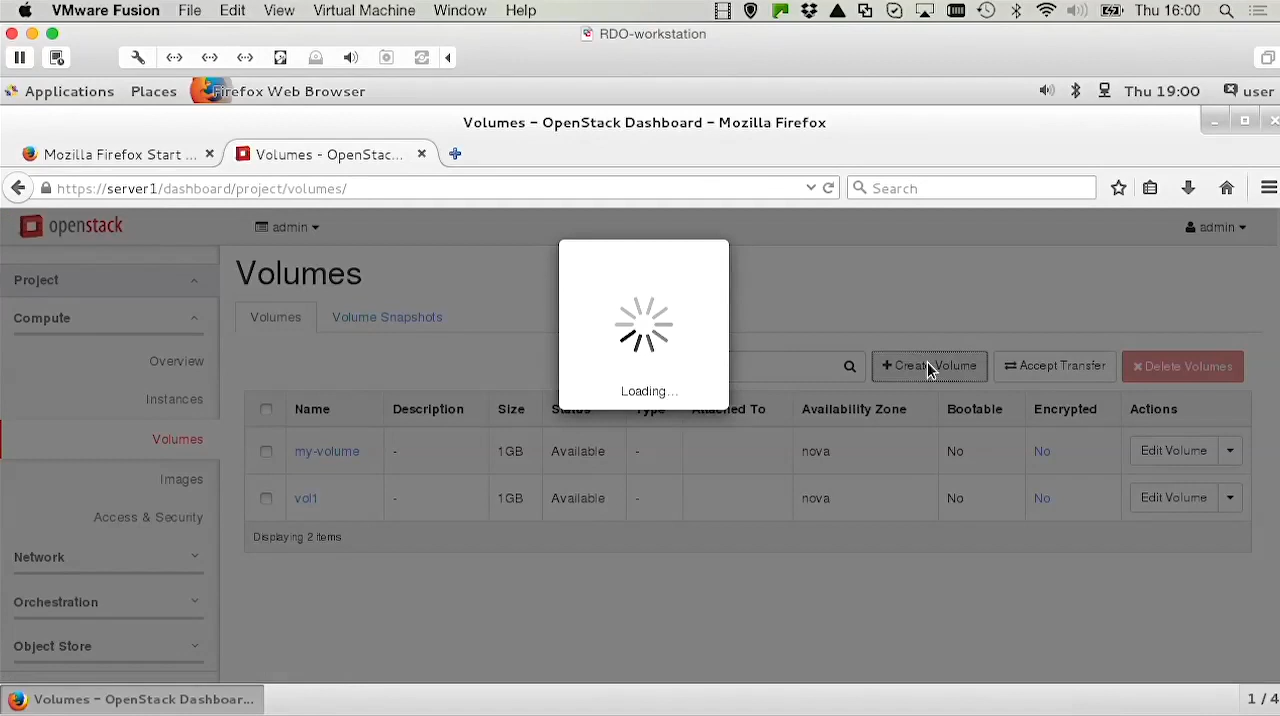 VMware Fusion File Edit View Virtual Machine Window Help Thu 16:00
RDO-workstation
Applications Places Firefox Web Browser Thu 19:00 user
Volumes - OpenStack Dashboard - Mozilla Firefox
Mozilla Firefox Start ... Volumes - OpenStac...
https://server1/dashboard/project/volumes/ Search
openstack admin admin
Project
Compute
Overview
Instances
Volumes
Images
Access & Security
Network
Orchestration
Object Store
Volumes
Volumes Volume Snapshots
+ Create Volume Accept Transfer Delete Volumes
Loading...
Name Description Size Status Type Attached To Availability Zone Bootable Encrypted Actions
my-volume - 1GB Available - nova No No Edit Volume
vol1 - 1GB Available - nova No No Edit Volume
Displaying 2 items
Volumes - OpenStack Dashboar... 1 / 4